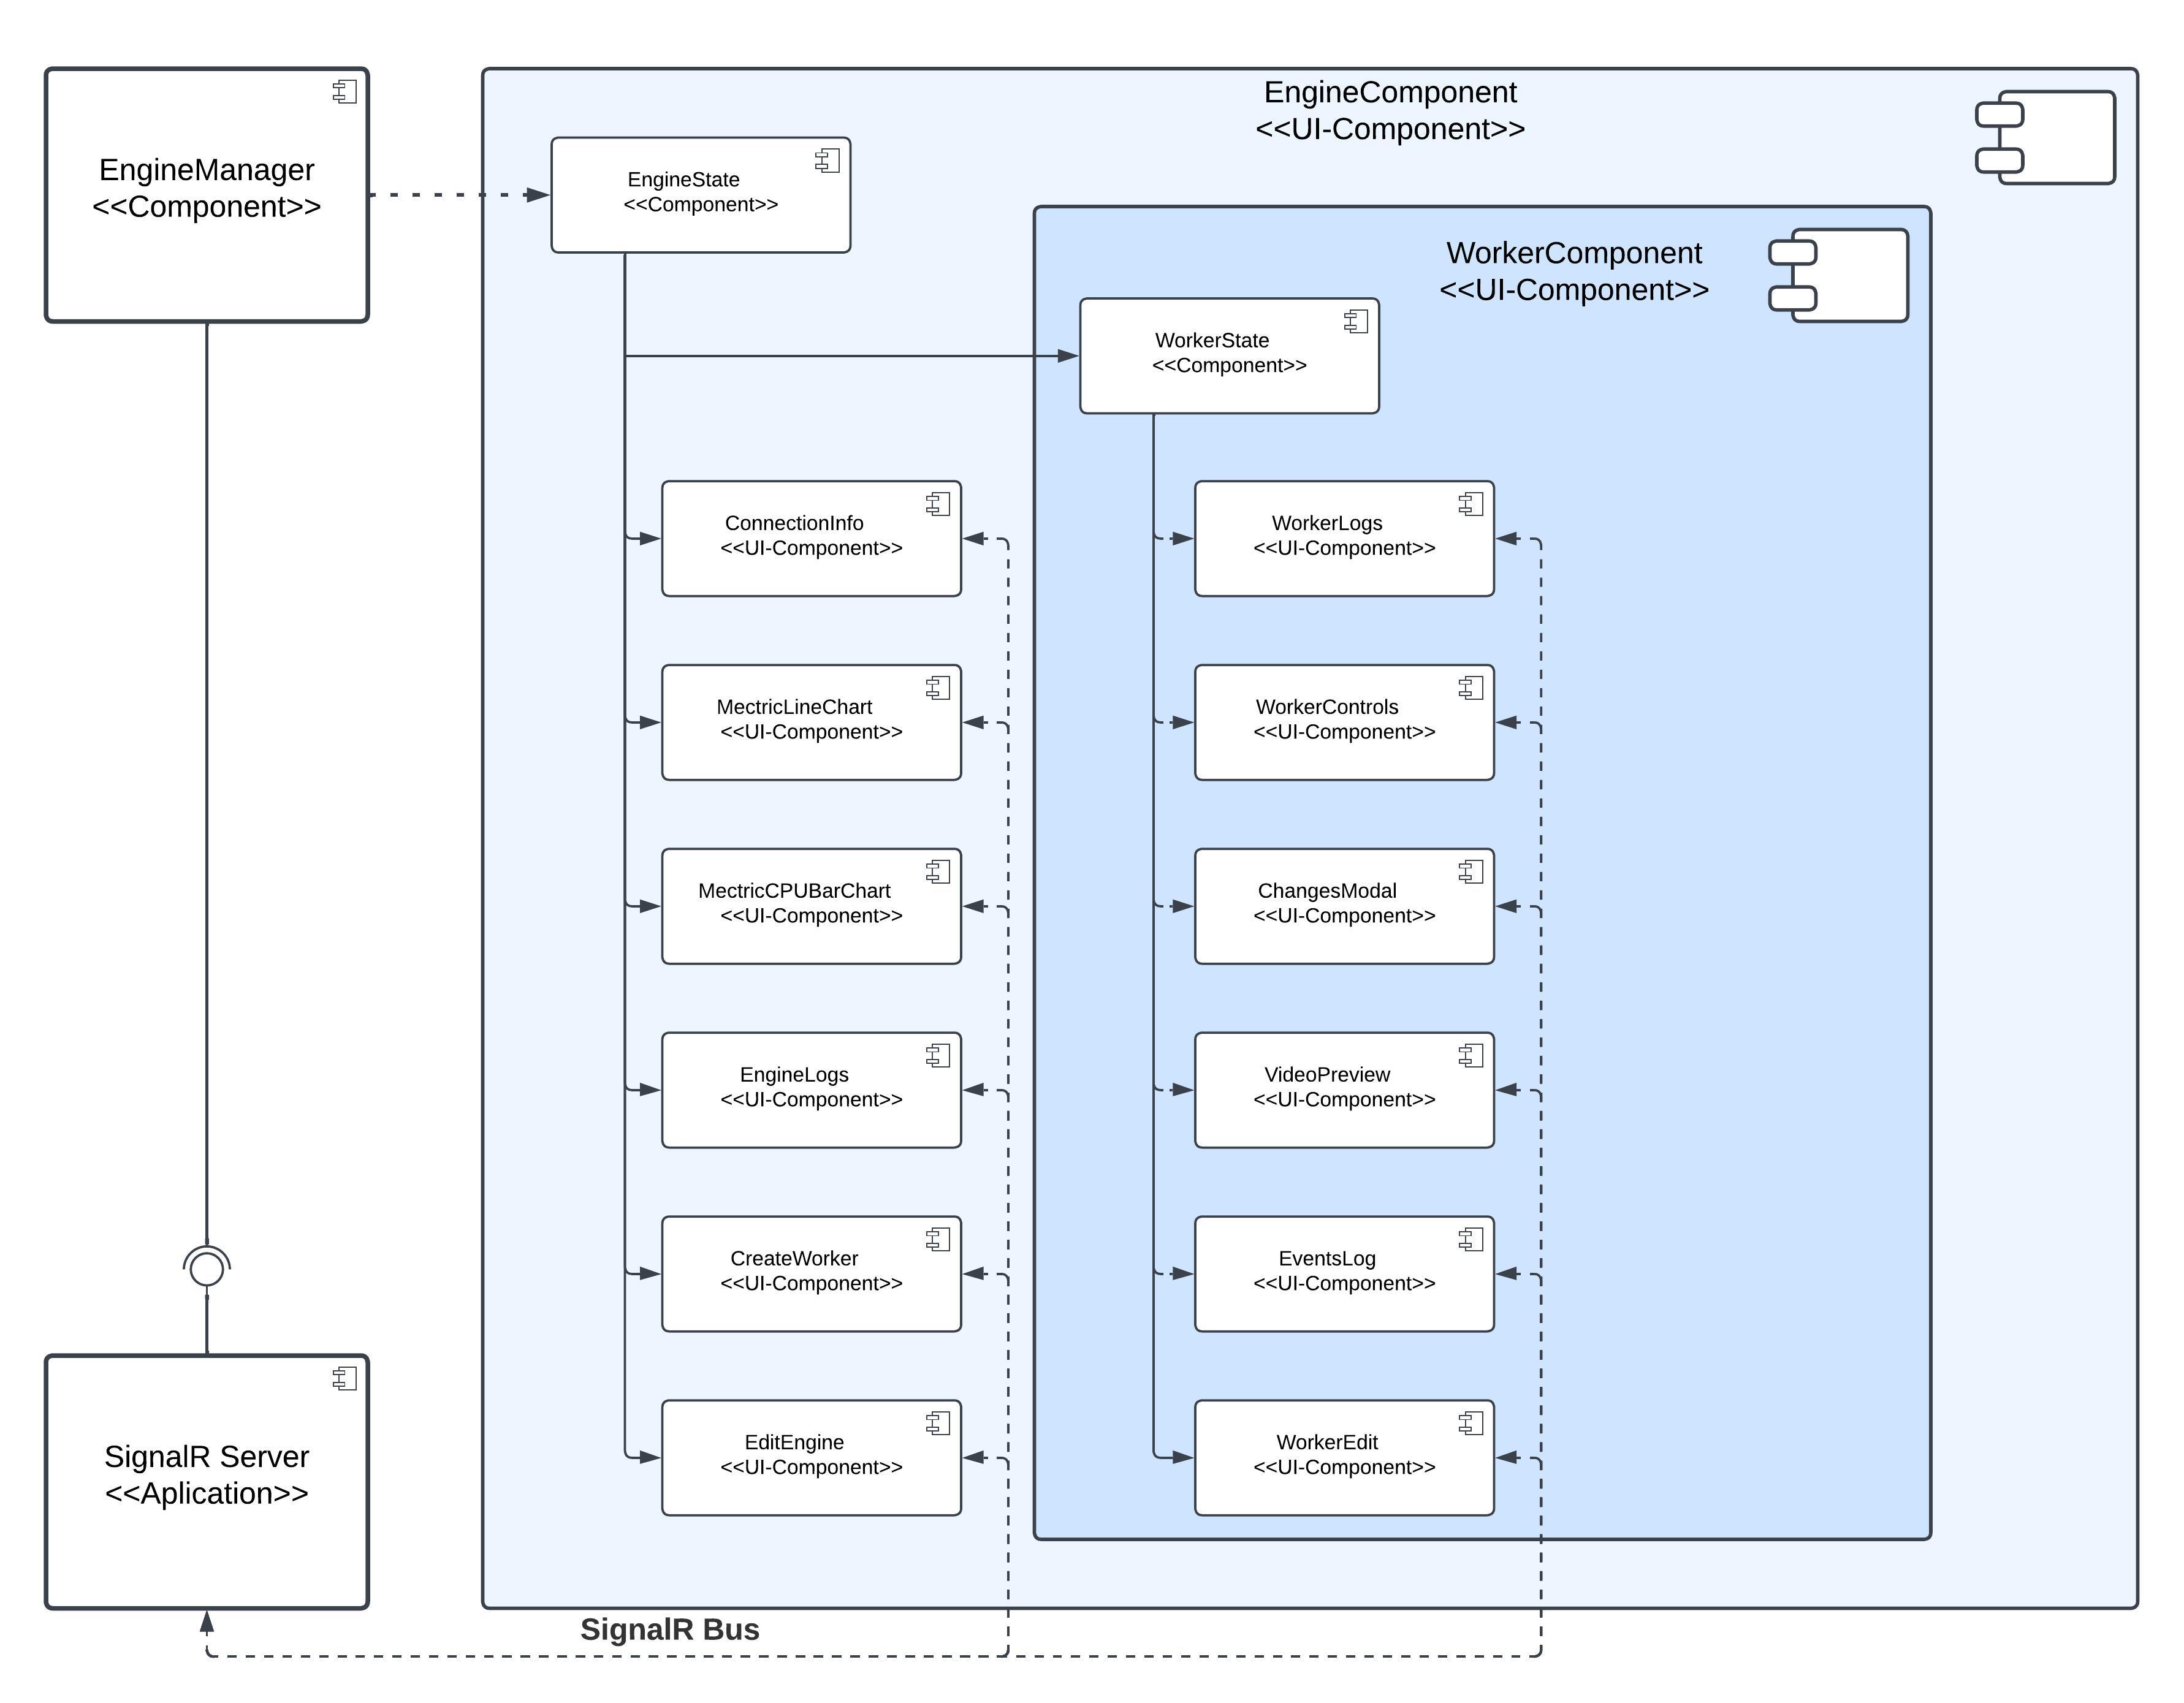 EngineManager
<<Component>>
EngineComponent
<<UI-Component>>
EngineState
<<Component>>
WorkerComponent
<<UI-Component>>
WorkerState
<<Component>>
ConnectionInfo
<<UI-Component>>
WorkerLogs
<<UI-Component>>
MectricLineChart
<<UI-Component>>
WorkerControls
<<UI-Component>>
MectricCPUBarChart
<<UI-Component>>
ChangesModal
<<UI-Component>>
EngineLogs
<<UI-Component>>
VideoPreview
<<UI-Component>>
CreateWorker
<<UI-Component>>
EventsLog
<<UI-Component>>
EditEngine
<<UI-Component>>
WorkerEdit
<<UI-Component>>
SignalR Server
<<Aplication>>
SignalR Bus